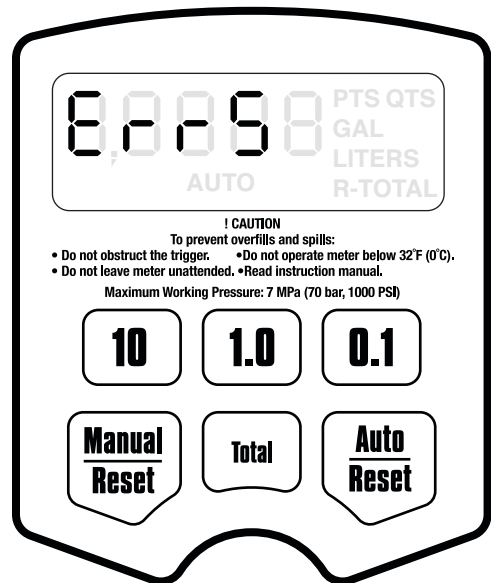 ErrS
PTS QTS
GAL
LITERS
AUTO R-TOTAL
! CAUTION
To prevent overfills and spills:
• Do not obstruct the trigger. •Do not operate meter below 32°F (0°C).
• Do not leave meter unattended. •Read instruction manual.
Maximum Working Pressure: 7 MPa (70 bar, 1000 PSI)
10 1.0 0.1
Manual
Reset
Total
Auto
Reset